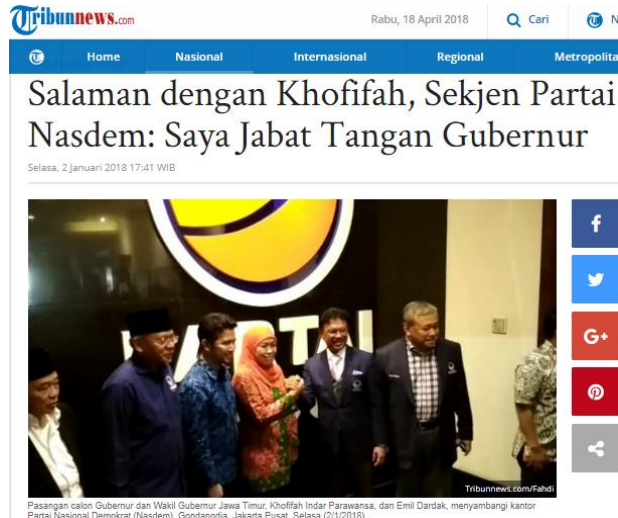 Tribunnews.com
Rabu, 18 April 2018
Cari
N
Home Nasional Internasional Regional Metropolita
Salaman dengan Khofifah, Sekjen Partai
Nasdem: Saya Jabat Tangan Gubernur
Selasa, 2 Januari 2018 17:41 WIB
PARTAI
f
G+
Tribunnews.com/Fahdi
Pasangan calon Gubernur dan Wakil Gubernur Jawa Timur, Khofifah Indar Parawansa, dan Emil Dardak, menyambangi kantor
Partai Nasional Demokrat (Nasdem), Gondangdia, Jakarta Pusat, Selasa (2/1/2018).